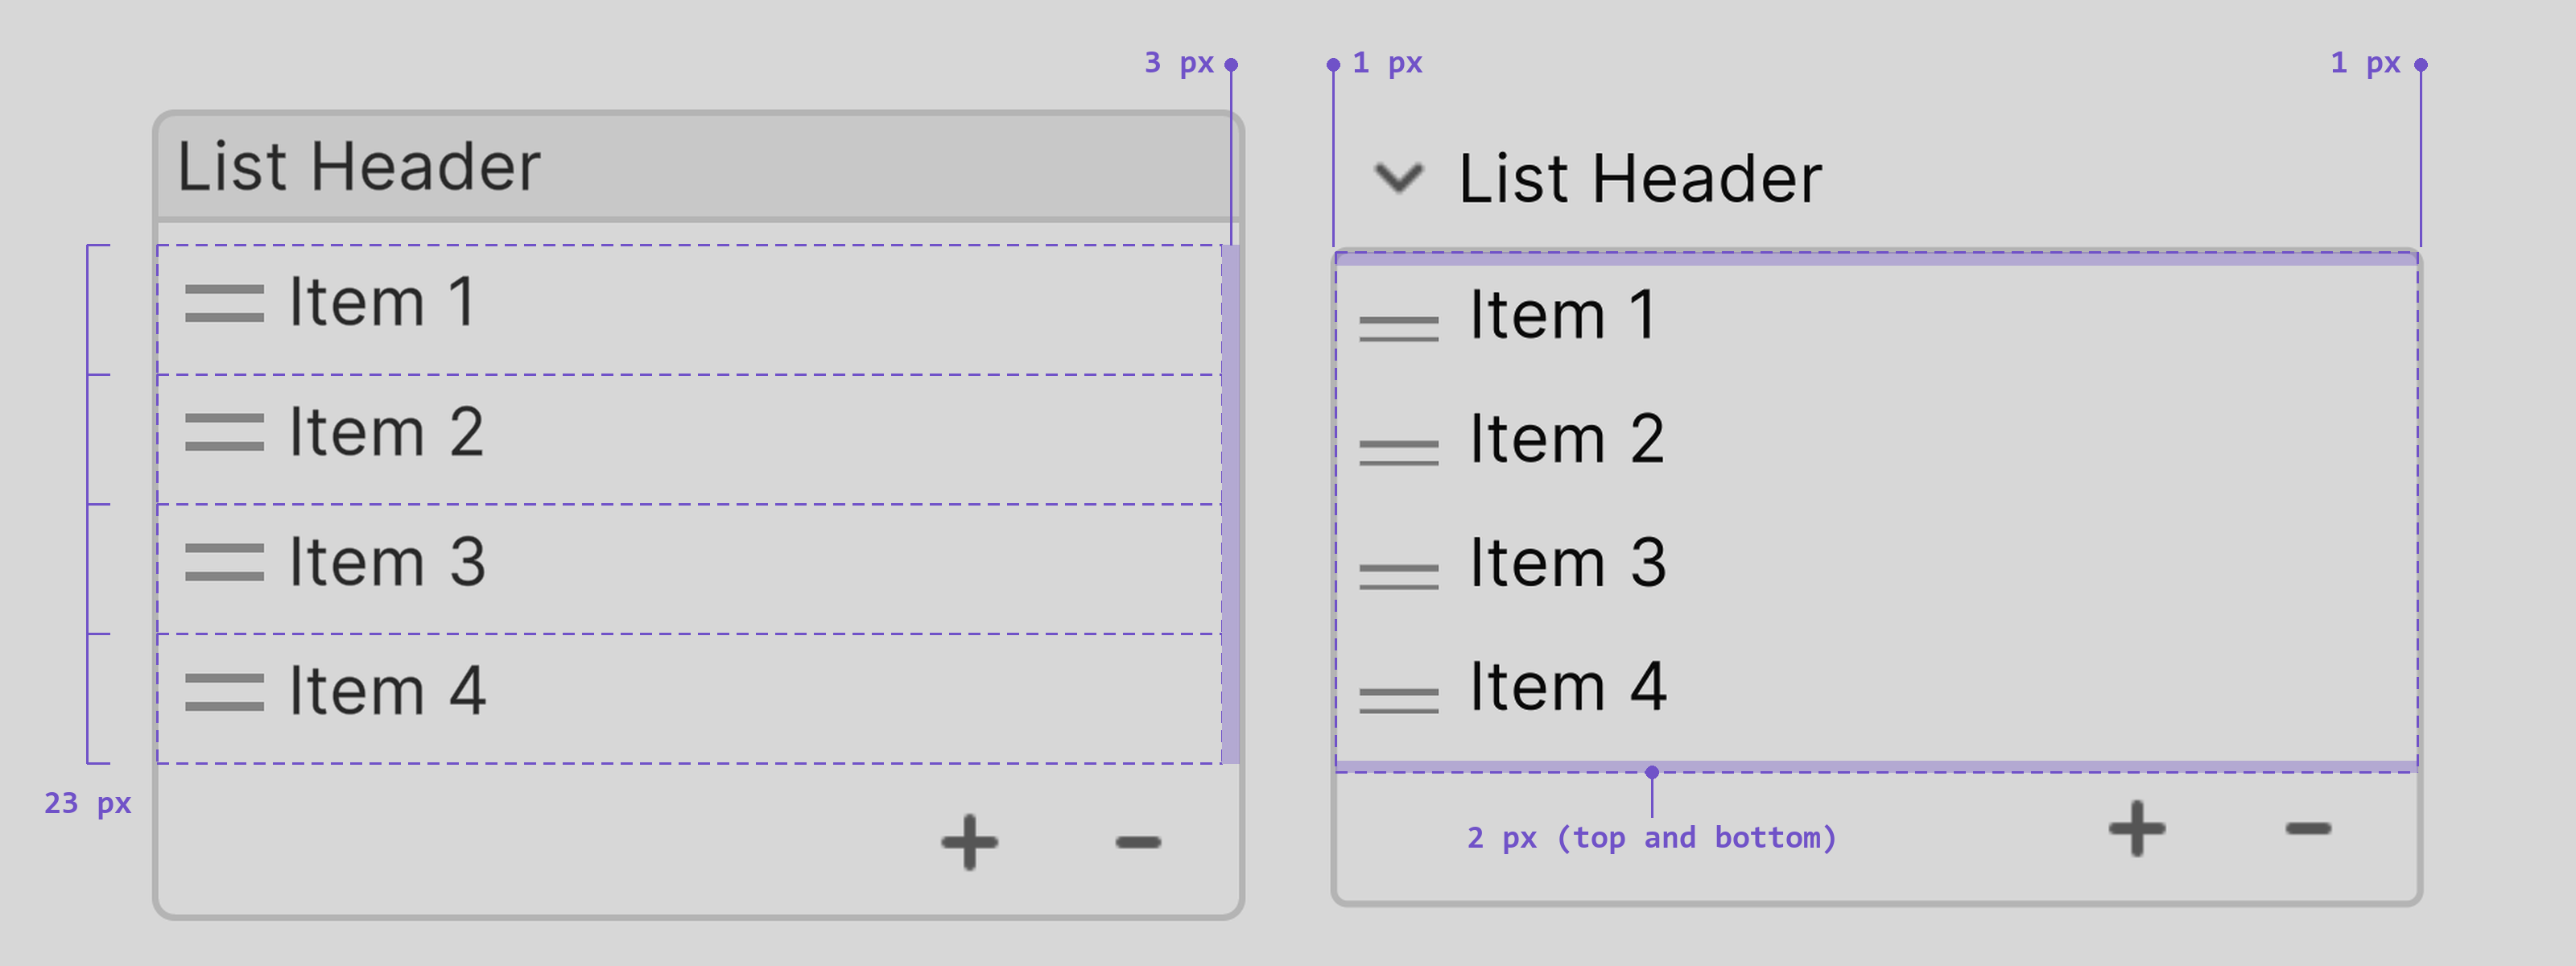 3 px
1 px
1 px
List Header
Item 1
Item 2
Item 3
Item 4
23 px
List Header
Item 1
Item 2
Item 3
Item 4
2 px (top and bottom)